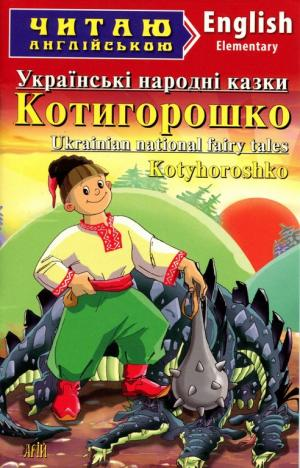 ЧИТАЮ
АНГЛІЙСЬКОЮ
English
Elementary
Українські народні казки
Котигорошко
Ukrainian national fairy tales
Kotyhoroshko
АРІЙ